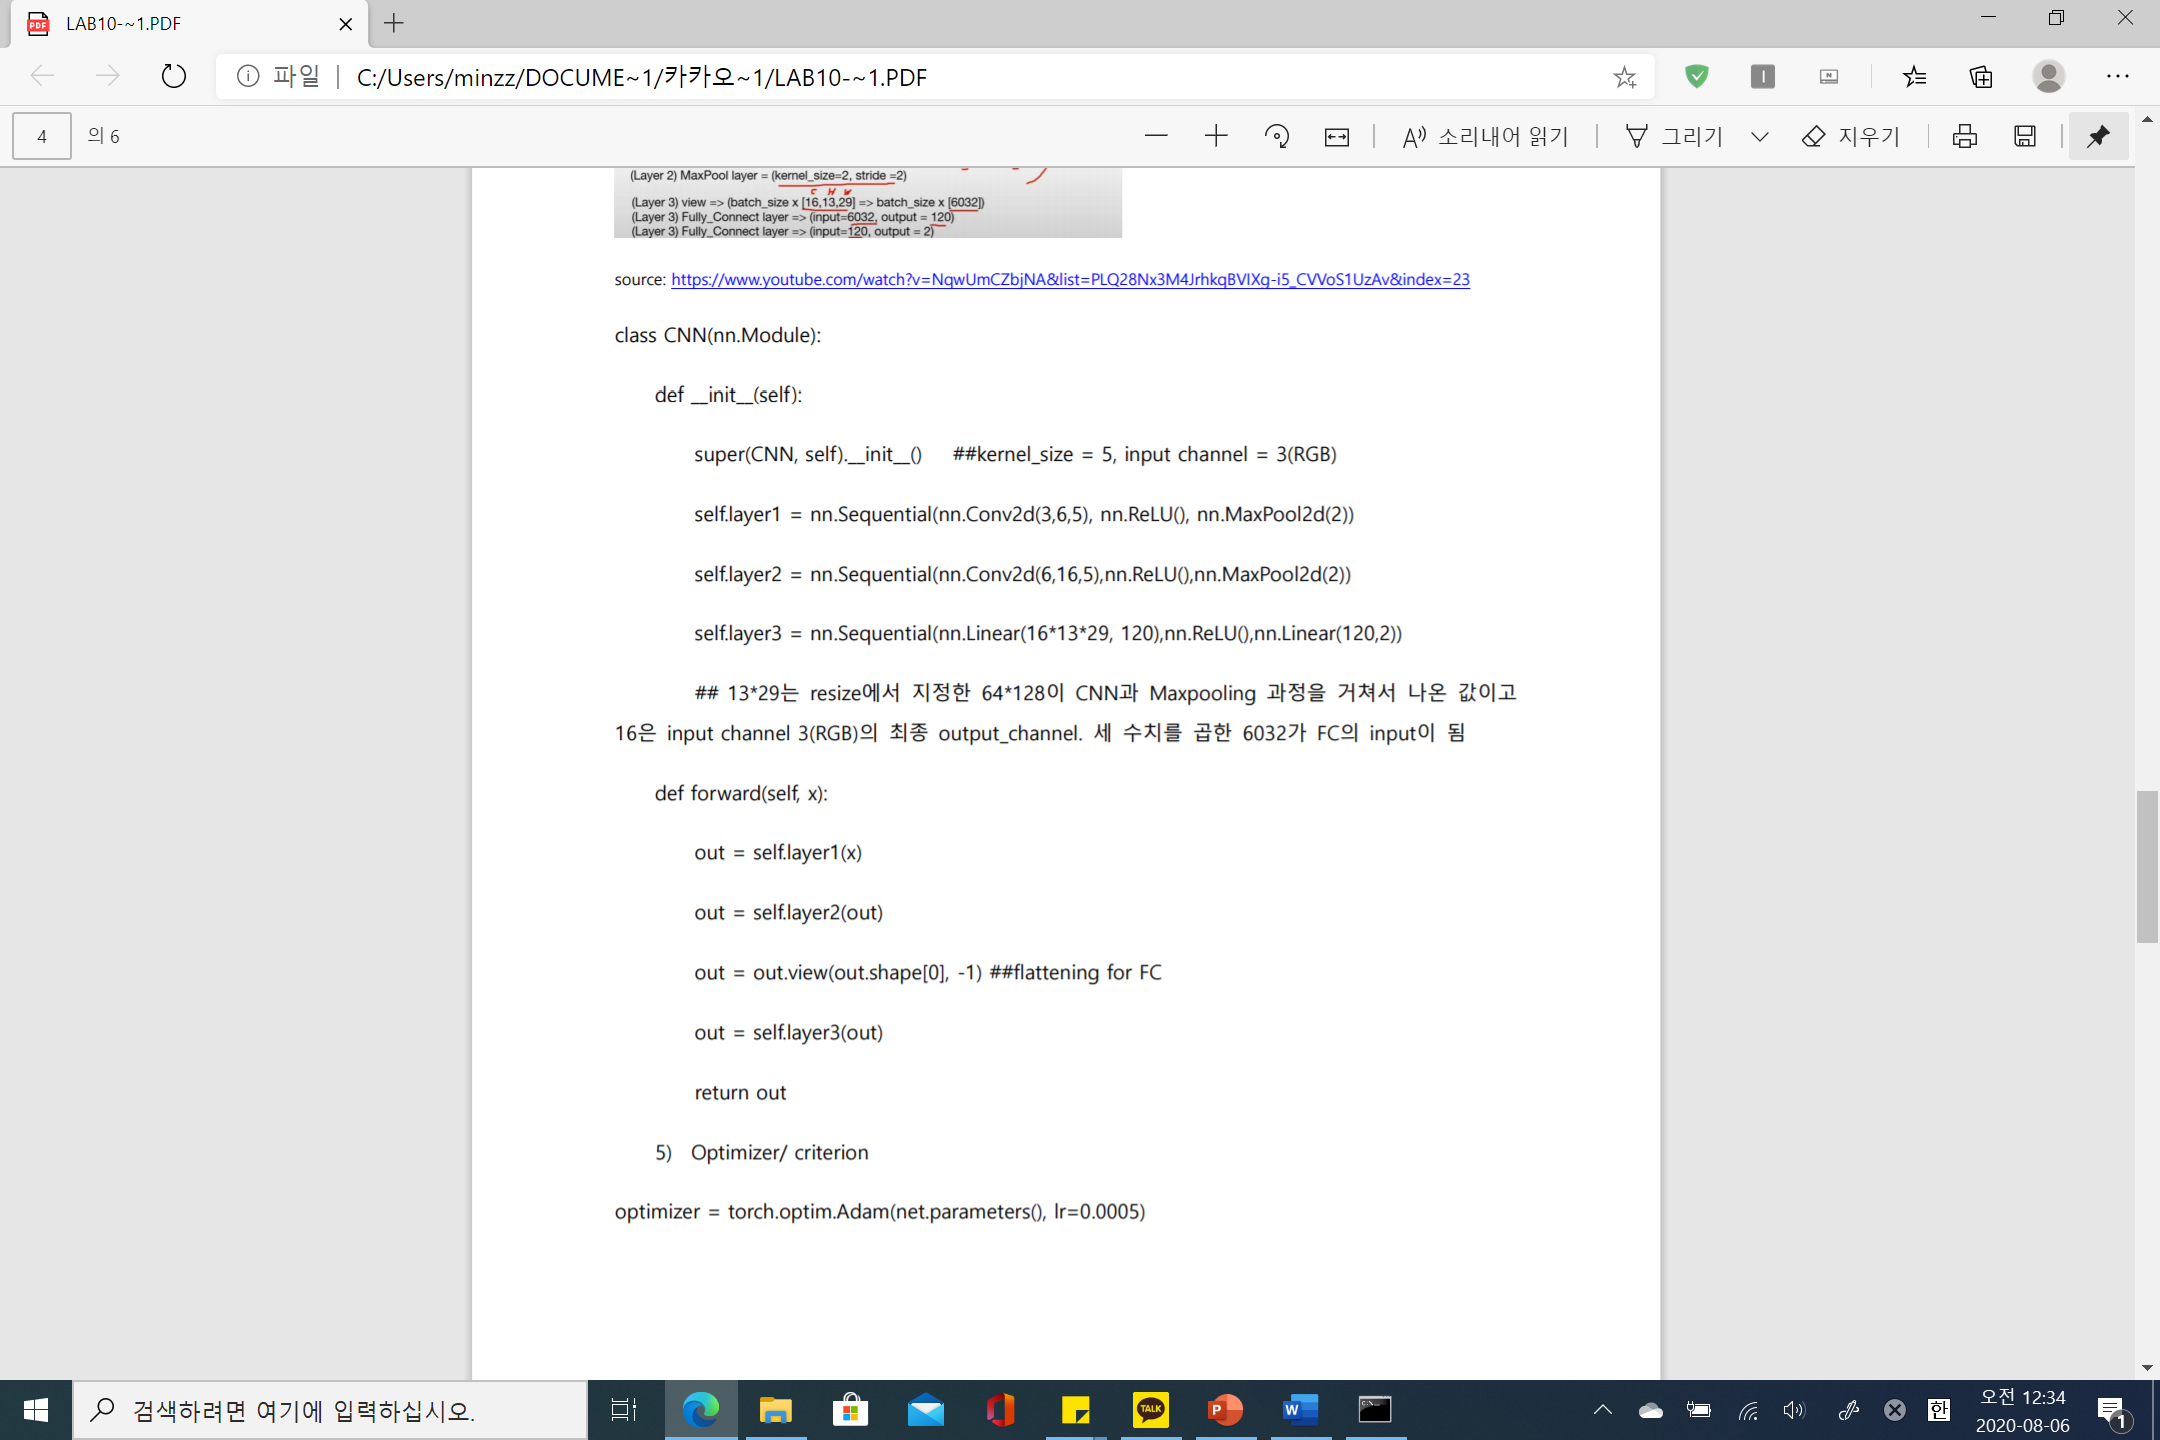 LAB10-~1.PDF
파일 | C:/Users/minzz/DOCUME~1/카카오~1/LAB10-~1.PDF
4 의 6
소리내어 읽기
그리기
지우기
(Layer 2) MaxPool layer = (kernel_size=2, stride =2)
C H W
(Layer 3) view => (batch_size x [16,13,29] => batch_size x [6032])
(Layer 3) Fully_Connect layer => (input=6032, output = 120)
(Layer 3) Fully_Connect layer => (input=120, output = 2)
source: https://www.youtube.com/watch?v=NqwUmCZbjNA&list=PLQ28Nx3M4JrhkqBVIXg-i5_CVVoS1UzAv&index=23
class CNN(nn.Module):
def __init__(self):
super(CNN, self).__init__() ##kernel_size = 5, input channel = 3(RGB)
self.layer1 = nn.Sequential(nn.Conv2d(3,6,5), nn.ReLU(), nn.MaxPool2d(2))
self.layer2 = nn.Sequential(nn.Conv2d(6,16,5),nn.ReLU(),nn.MaxPool2d(2))
self.layer3 = nn.Sequential(nn.Linear(16*13*29, 120),nn.ReLU(),nn.Linear(120,2))
## 13*29는 resize에서 지정한 64*128이 CNN과 Maxpooling 과정을 거쳐서 나온 값이고
16은 input channel 3(RGB)의 최종 output_channel. 세 수치를 곱한 6032가 FC의 input이 됨
def forward(self, x):
out = self.layer1(x)
out = self.layer2(out)
out = out.view(out.shape[0], -1) ##flattening for FC
out = self.layer3(out)
return out
5) Optimizer/ criterion
optimizer = torch.optim.Adam(net.parameters(), lr=0.0005)
검색하려면 여기에 입력하십시오.
TALK
한
오전 12:34
2020-08-06
1